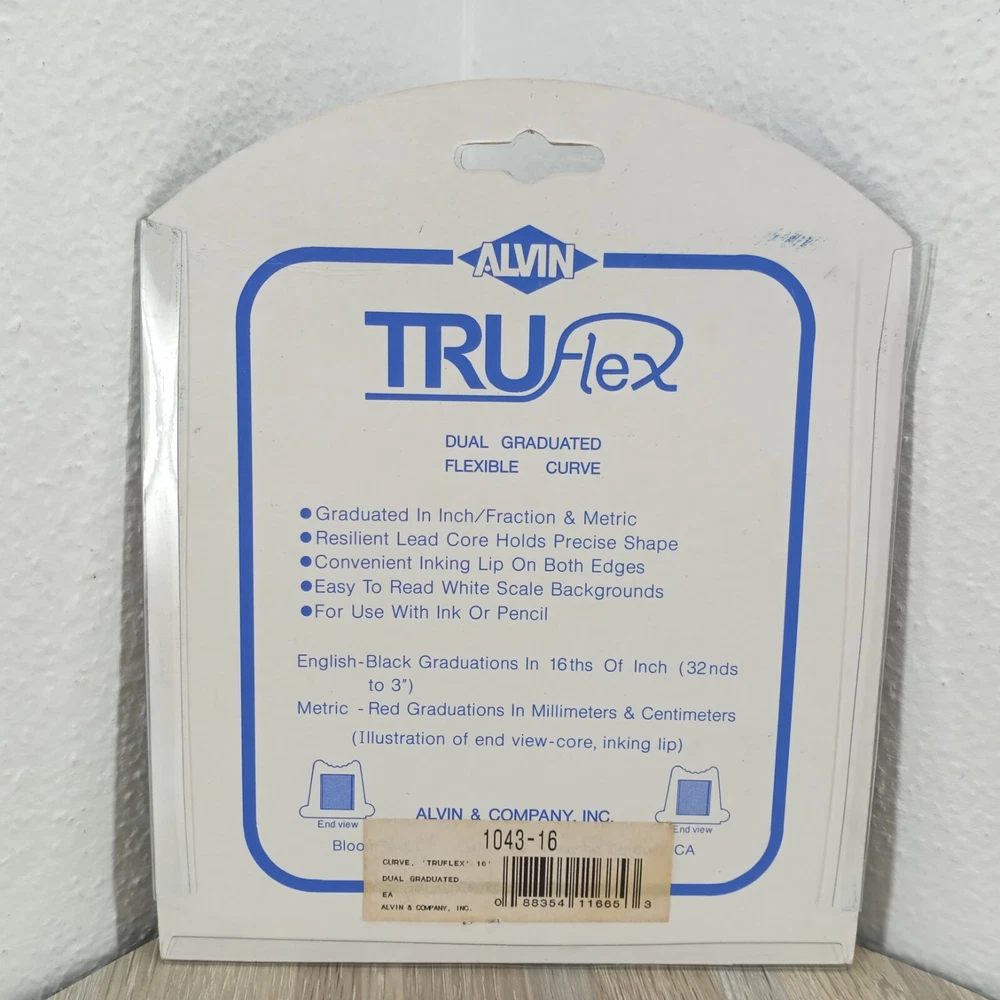 ALVIN
TRUflex
DUAL GRADUATED
FLEXIBLE CURVE
●Graduated In Inch/Fraction & Metric
●Resilient Lead Core Holds Precise Shape
●Convenient Inking Lip On Both Edges
●Easy To Read White Scale Backgrounds
●For Use With Ink Or Pencil
English-Black Graduations In 16ths Of Inch (32nds
to 3")
Metric - Red Graduations In Millimeters & Centimeters
(Illustration of end view-core, inking lip)
End view
End view
ALVIN & COMPANY, INC.
Bloo
CA
1043-16
CURVE, 'TRUFLEX' 16'
DUAL GRADUATED
EA
ALVIN & COMPANY, INC.
0 88354 11665 3